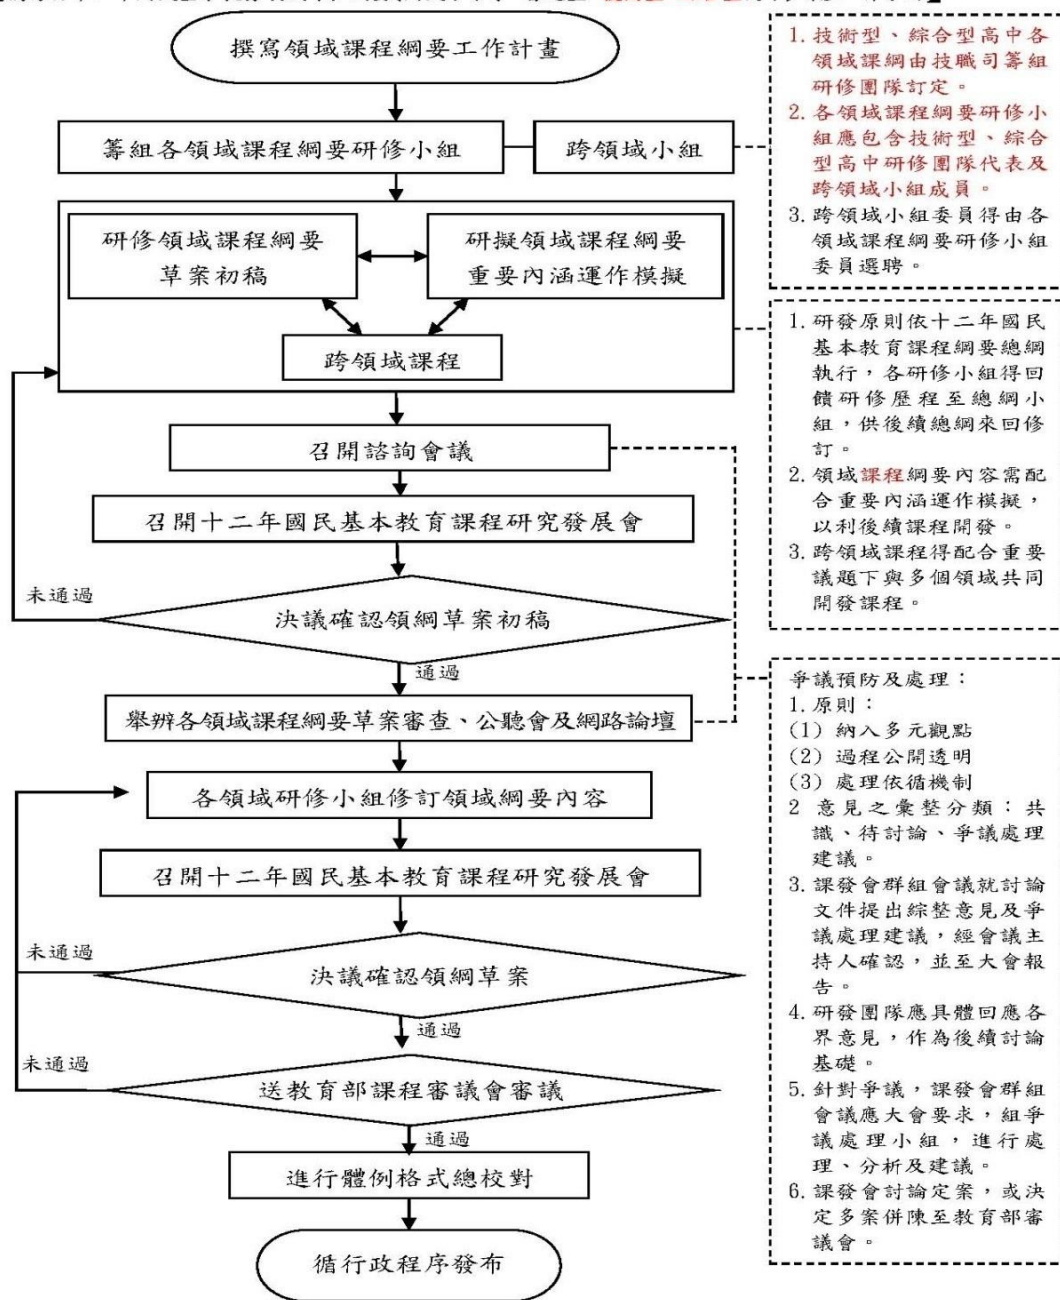 撰寫領域課程綱要工作計畫
籌組各領域課程綱要研修小組
跨領域小組
研修領域課程綱要
草案初稿
研擬領域課程綱要
重要內涵運作模擬
跨領域課程
召開諮詢會議
召開十二年國民基本教育課程研究發展會
未通過
決議確認領綱草案初稿
通過
舉辦各領域課程綱要草案審查、公聽會及網路論壇
各領域研修小組修訂領域綱要內容
召開十二年國民基本教育課程研究發展會
未通過
決議確認領綱草案
通過
未通過
送教育部課程審議會審議
通過
進行體例格式總校對
循行政程序發布
1. 技術型、綜合型高中各
領域課綱由技職司籌組
研修團隊訂定。
2. 各領域課程綱要研修小
組應包含技術型、綜合
型高中研修團隊代表及
跨領域小組成員。
3. 跨領域小組委員得由各
領域課程綱要研修小組
委員選聘。
1. 研發原則依十二年國民
基本教育課程綱要總綱
執行，各研修小組得回
饋研修歷程至總綱小
組，供後續總綱來回修
訂。
2. 領域課程綱要內容需配
合重要內涵運作模擬，
以利後續課程開發。
3. 跨領域課程得配合重要
議題下與多個領域共同
開發課程。
爭議預防及處理：
1. 原則：
(1) 納入多元觀點
(2) 過程公開透明
(3) 處理依循機制
2 意見之彙整分類：共
識、待討論、爭議處理
建議。
3. 課發會群組會議就討論
文件提出綜整意見及爭
議處理建議，經會議主
持人確認，並至大會報
告。
4. 研發團隊應具體回應各
界意見，作為後續討論
基礎。
5. 針對爭議，課發會群組
會議應大會要求，組爭
議處理小組，進行處
理、分析及建議。
6. 課發會討論定案，或決
定多案併陳至教育部審
議會。